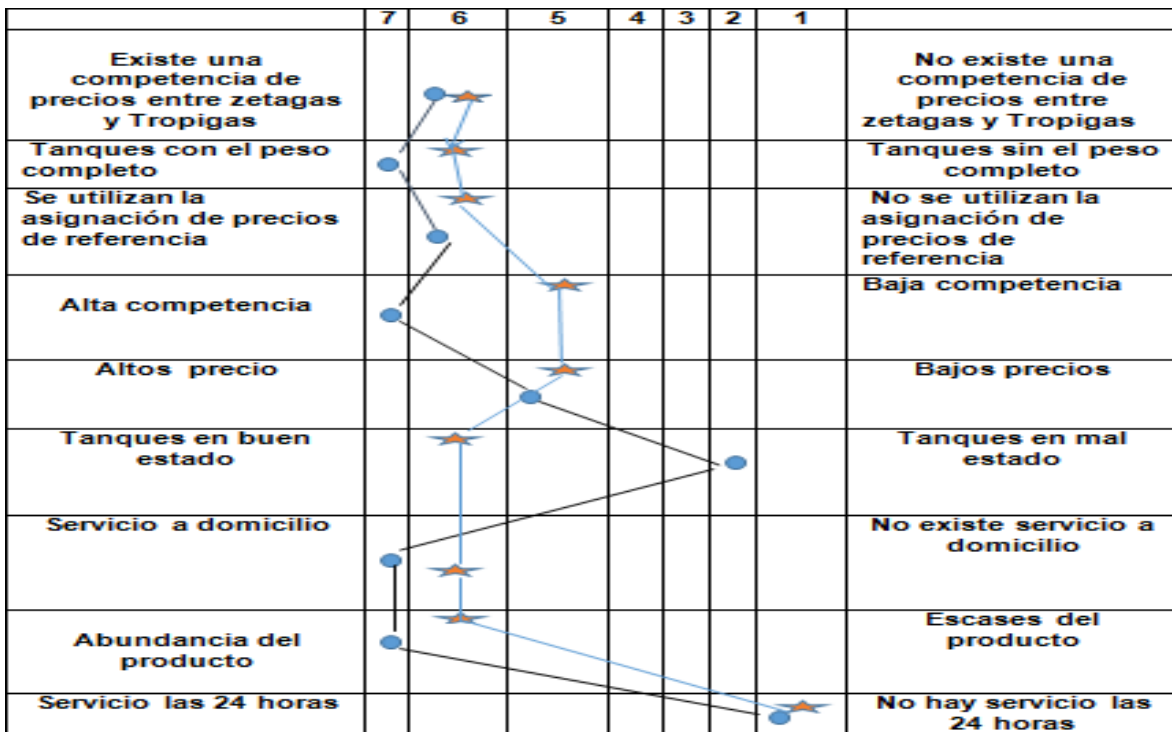 7 6 5 4 3 2 1
Existe una
competencia de
precios entre zetagas
y Tropigas
No existe una
competencia de
precios entre
zetagas y Tropigas
Tanques con el peso
completo
Tanques sin el peso
completo
Se utilizan la
asignación de precios
de referencia
No se utilizan la
asignación de
precios de
referencia
Alta competencia
Baja competencia
Altos precio
Bajos precios
Tanques en buen
estado
Tanques en mal
estado
Servicio a domicilio
No existe servicio a
domicilio
Abundancia del
producto
Escases del
producto
Servicio las 24 horas
No hay servicio las
24 horas